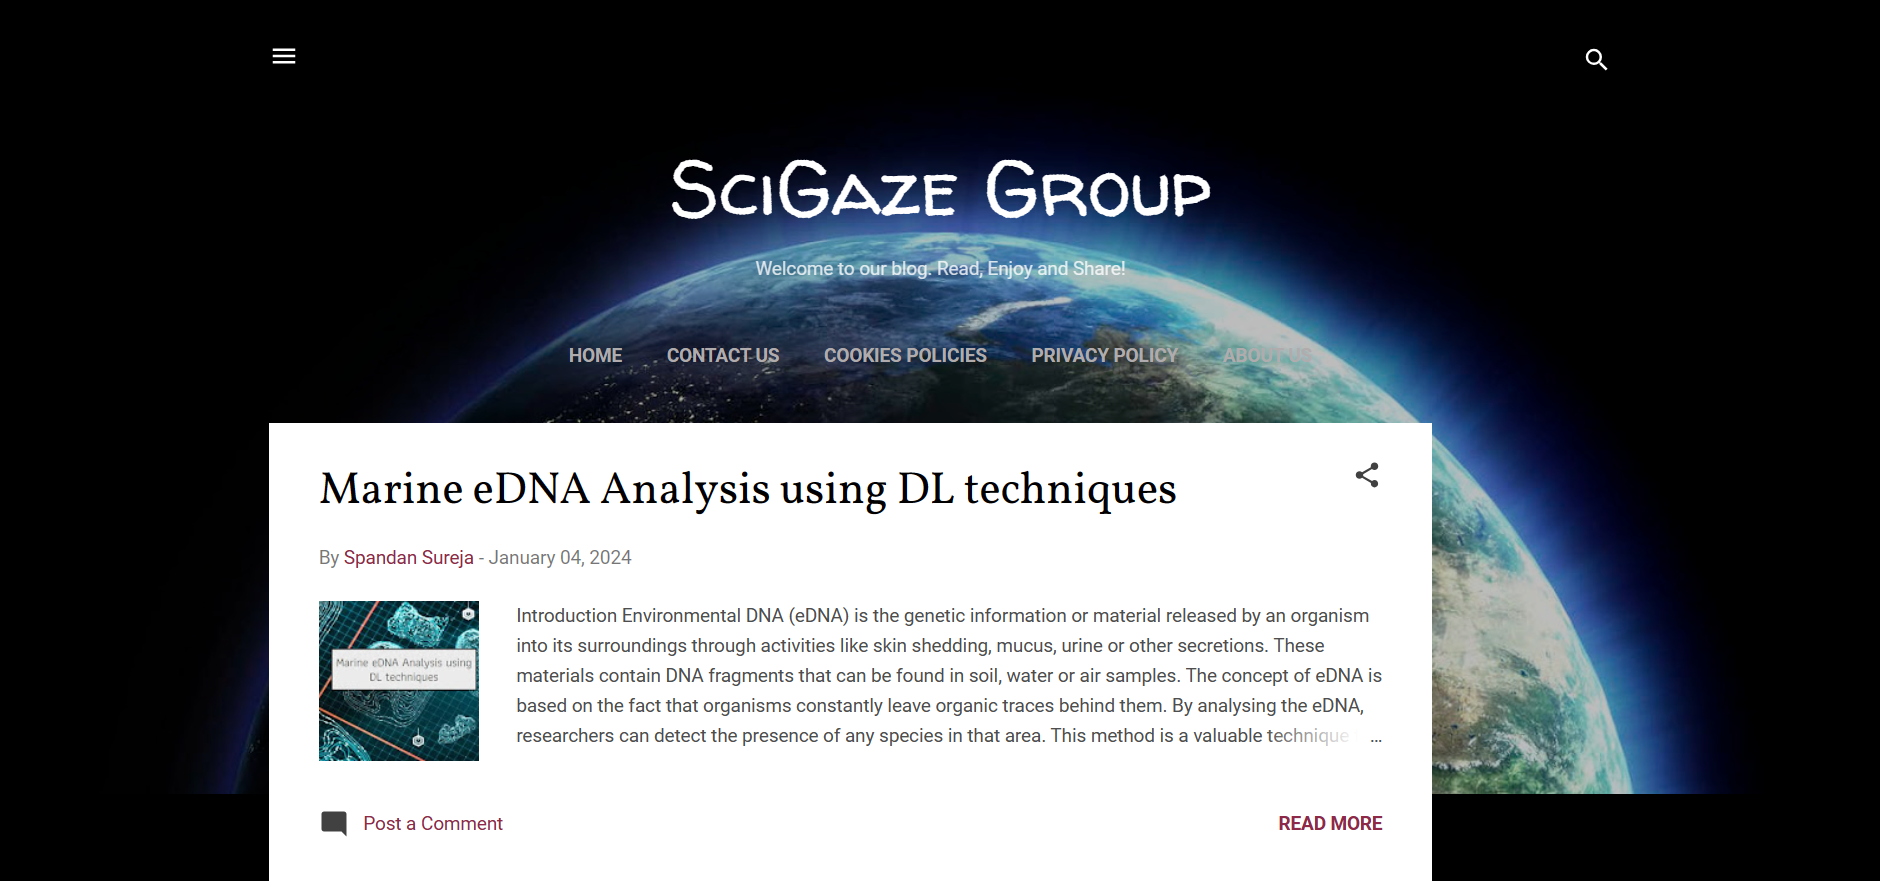 SciGaze Group
Welcome to our blog. Read, Enjoy and Share!
HOME CONTACT US COOKIES POLICIES PRIVACY POLICY ABOUT US
Marine eDNA Analysis using DL techniques
By Spandan Sureja - January 04, 2024
Marine eDNA Analysis using
DL techniques
Introduction Environmental DNA (eDNA) is the genetic information or material released by an organism
into its surroundings through activities like skin shedding, mucus, urine or other secretions. These
materials contain DNA fragments that can be found in soil, water or air samples. The concept of eDNA is
based on the fact that organisms constantly leave organic traces behind them. By analysing the eDNA,
researchers can detect the presence of any species in that area. This method is a valuable technique ...
Post a Comment
READ MORE